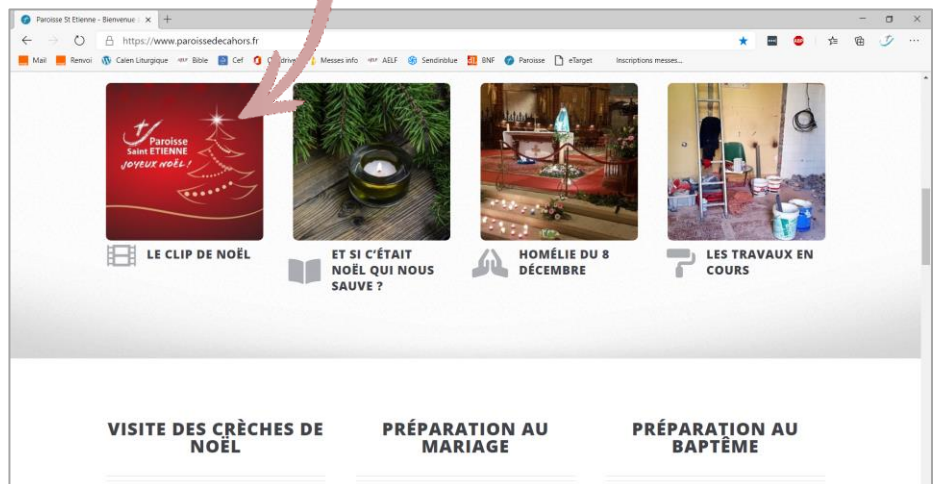 Paroisse St Etienne - Bienvenue
https://www.paroissedecahors.fr
Mail Renvoi Calen Liturgique Bible Cef Messes info AELF Sendinblue BNF Paroisse eTarget Inscriptions messes...
Paroisse
Saint ETIENNE
JOYEUX NOËL !
LE CLIP DE NOËL
ET SI C'ÉTAIT
NOËL QUI NOUS
SAUVE ?
HOMÉLIE DU 8
DÉCEMBRE
LES TRAVAUX EN
COURS
VISITE DES CRÈCHES DE
NOËL
PRÉPARATION AU
MARIAGE
PRÉPARATION AU
BAPTÊME